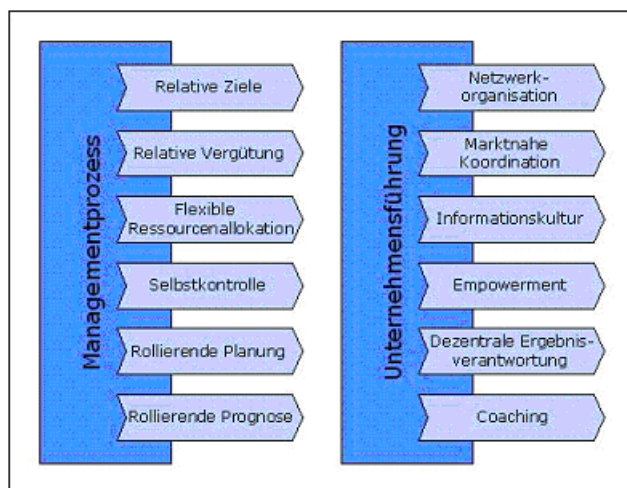 Managementprozess
Relative Ziele
Relative Vergütung
Flexible
Ressourcenallokation
Selbstkontrolle
Rollierende Planung
Rollierende Prognose
Unternehmensführung
Netzwerk-
organisation
Marktnahe
Koordination
Informationskultur
Empowerment
Dezentrale Ergebnis-
verantwortung
Coaching